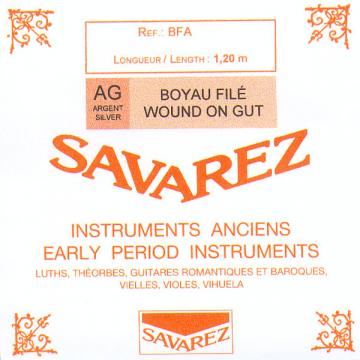 REF.: BFA
LONGUEUR / LENGTH : 1,20 m
AG
ARGENT
SILVER
BOYAU FILÉ
WOUND ON GUT
SAVAREZ
INSTRUMENTS ANCIENS
EARLY PERIOD INSTRUMENTS
LUTHS, THÉORBES, GUITARES ROMANTIQUES ET BAROQUES,
VIELLES, VIOLES, VIHUELA
SAVAREZ